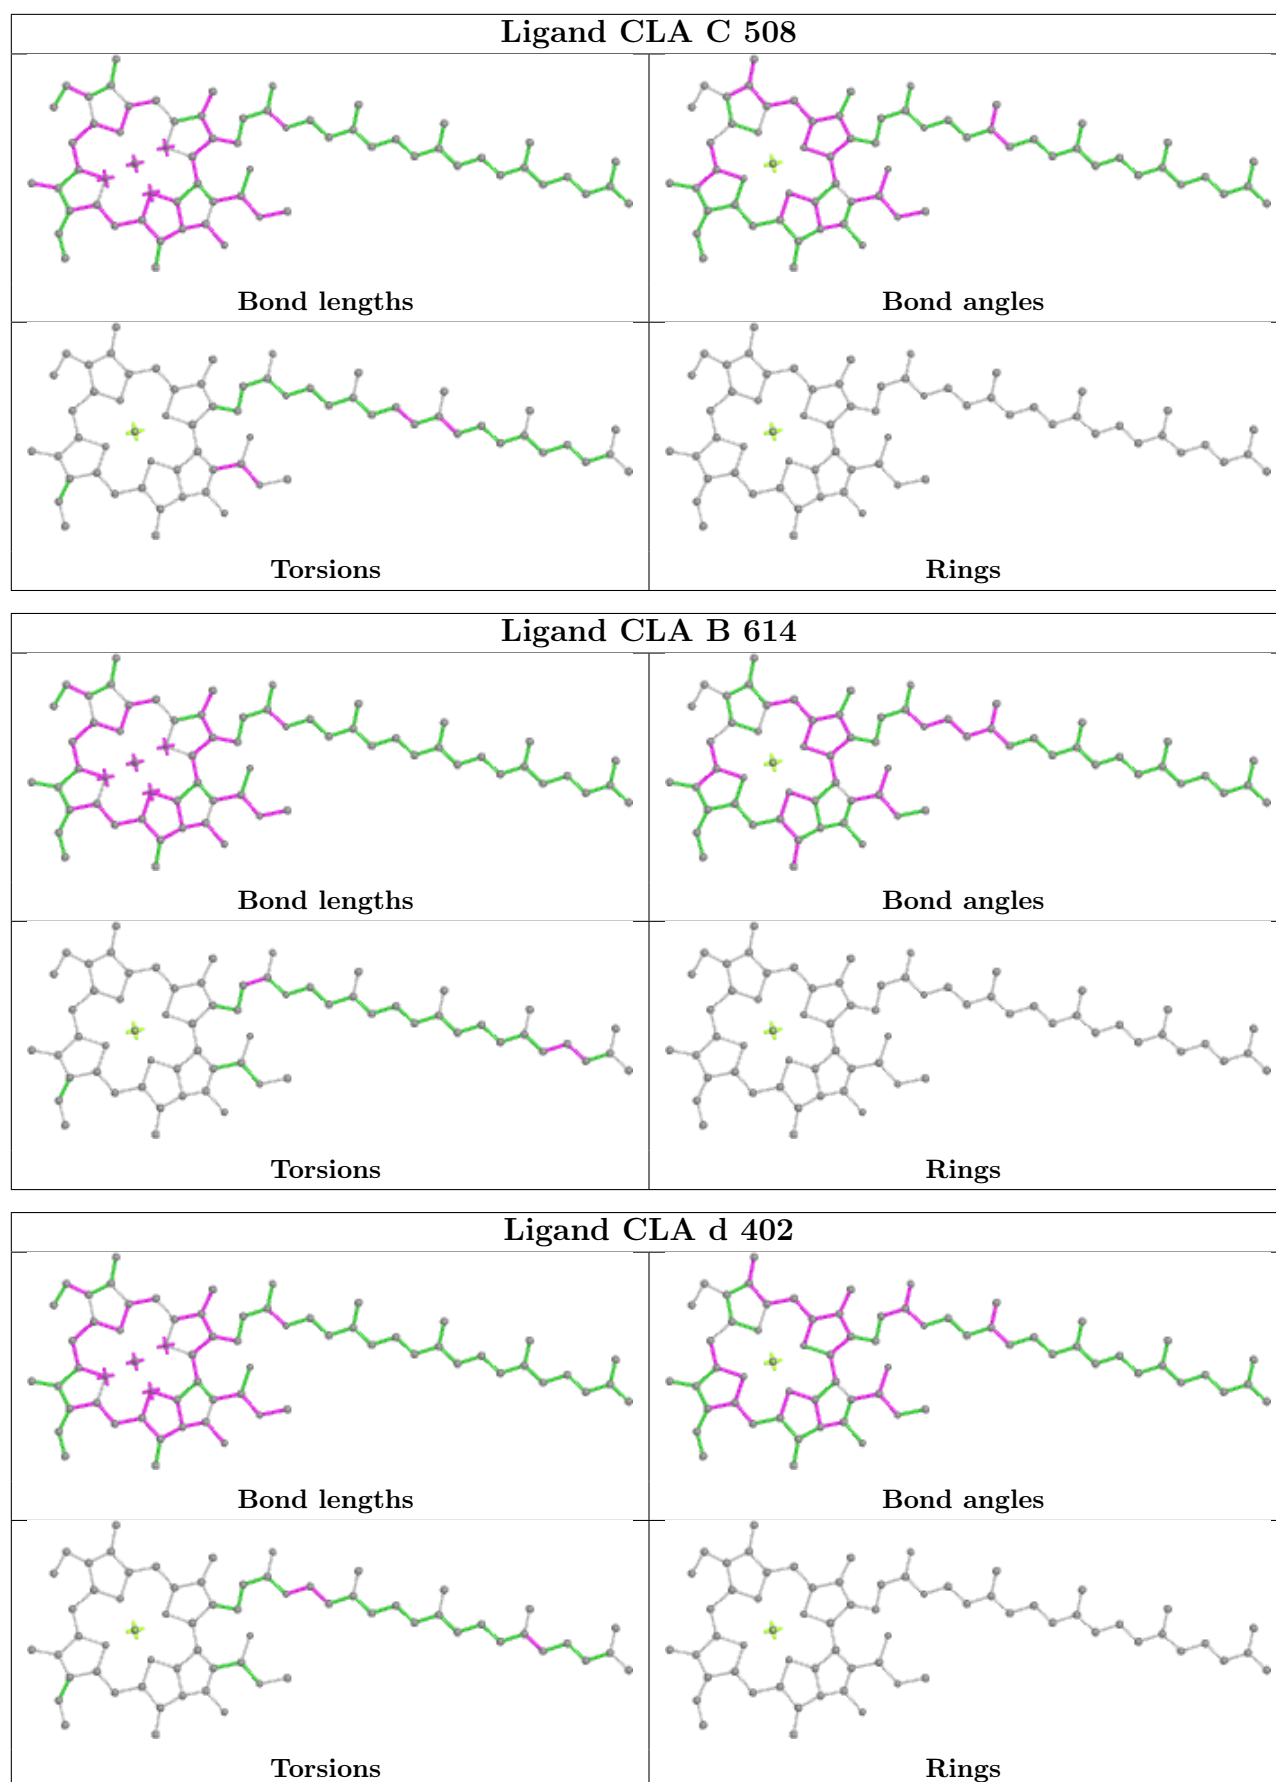 Ligand CLA C 508
Bond lengths
Bond angles
Torsions
Rings
Ligand CLA B 614
Bond lengths
Bond angles
Torsions
Rings
Ligand CLA d 402
Bond lengths
Bond angles
Torsions
Rings